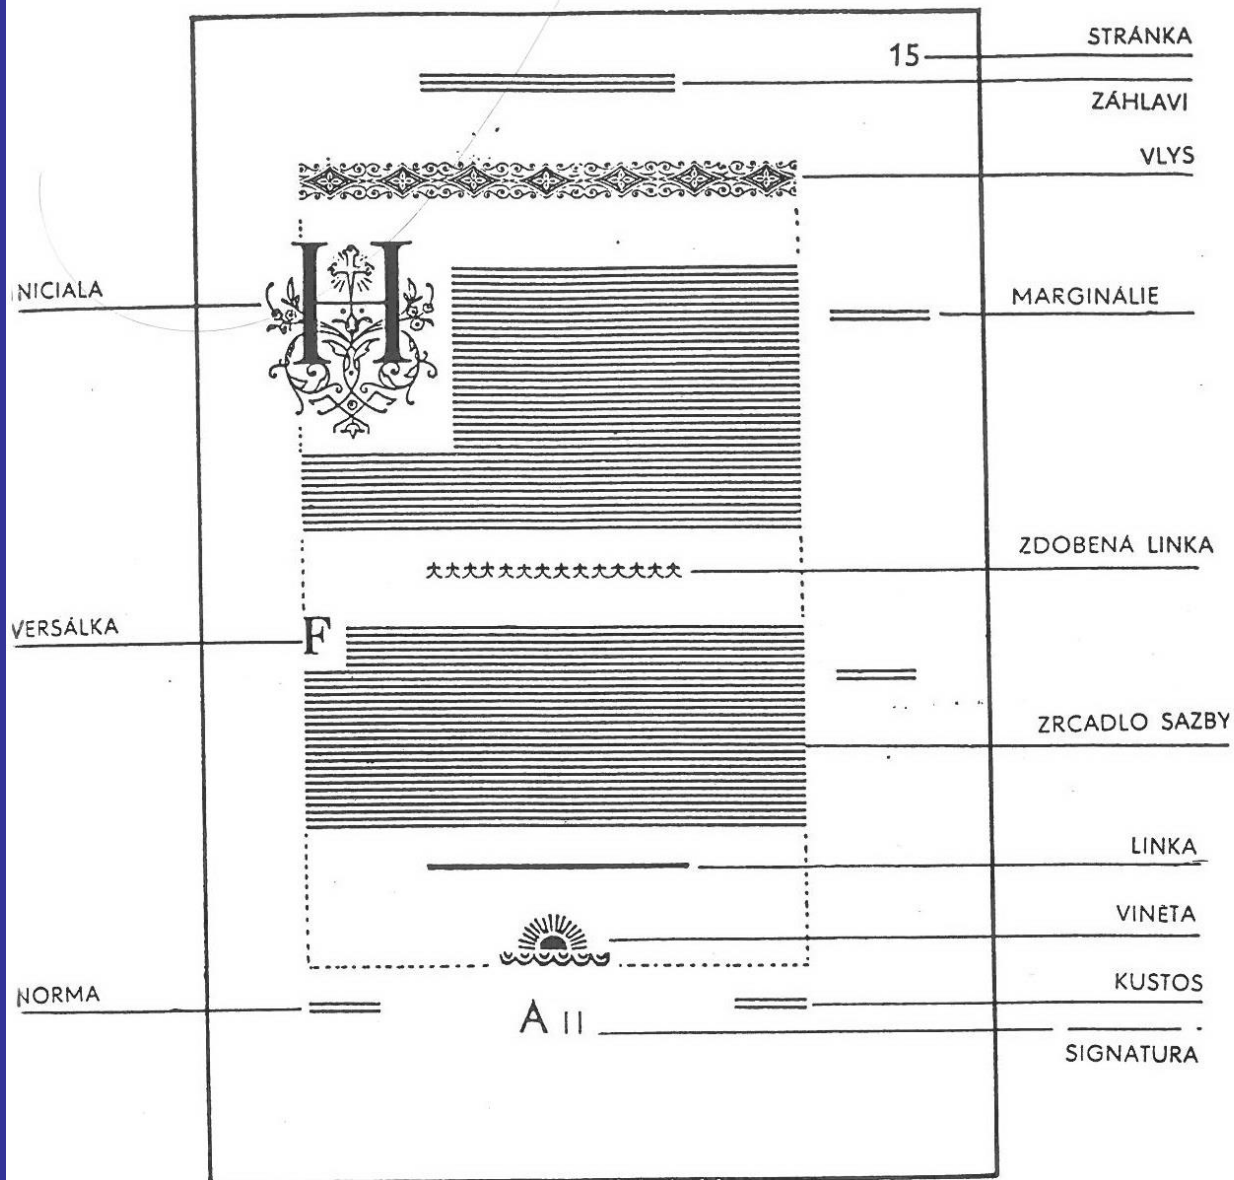 15
STRÁNKA
ZÁHLAVI
VLYS
INICIALA
H
MARGINÁLIE
ZDOBENÁ LINKA
VERSÁLKA
F
ZRCADLO SAZBY
LINKA
VINĚTA
NORMA
KUSTOS
A II
SIGNATURA